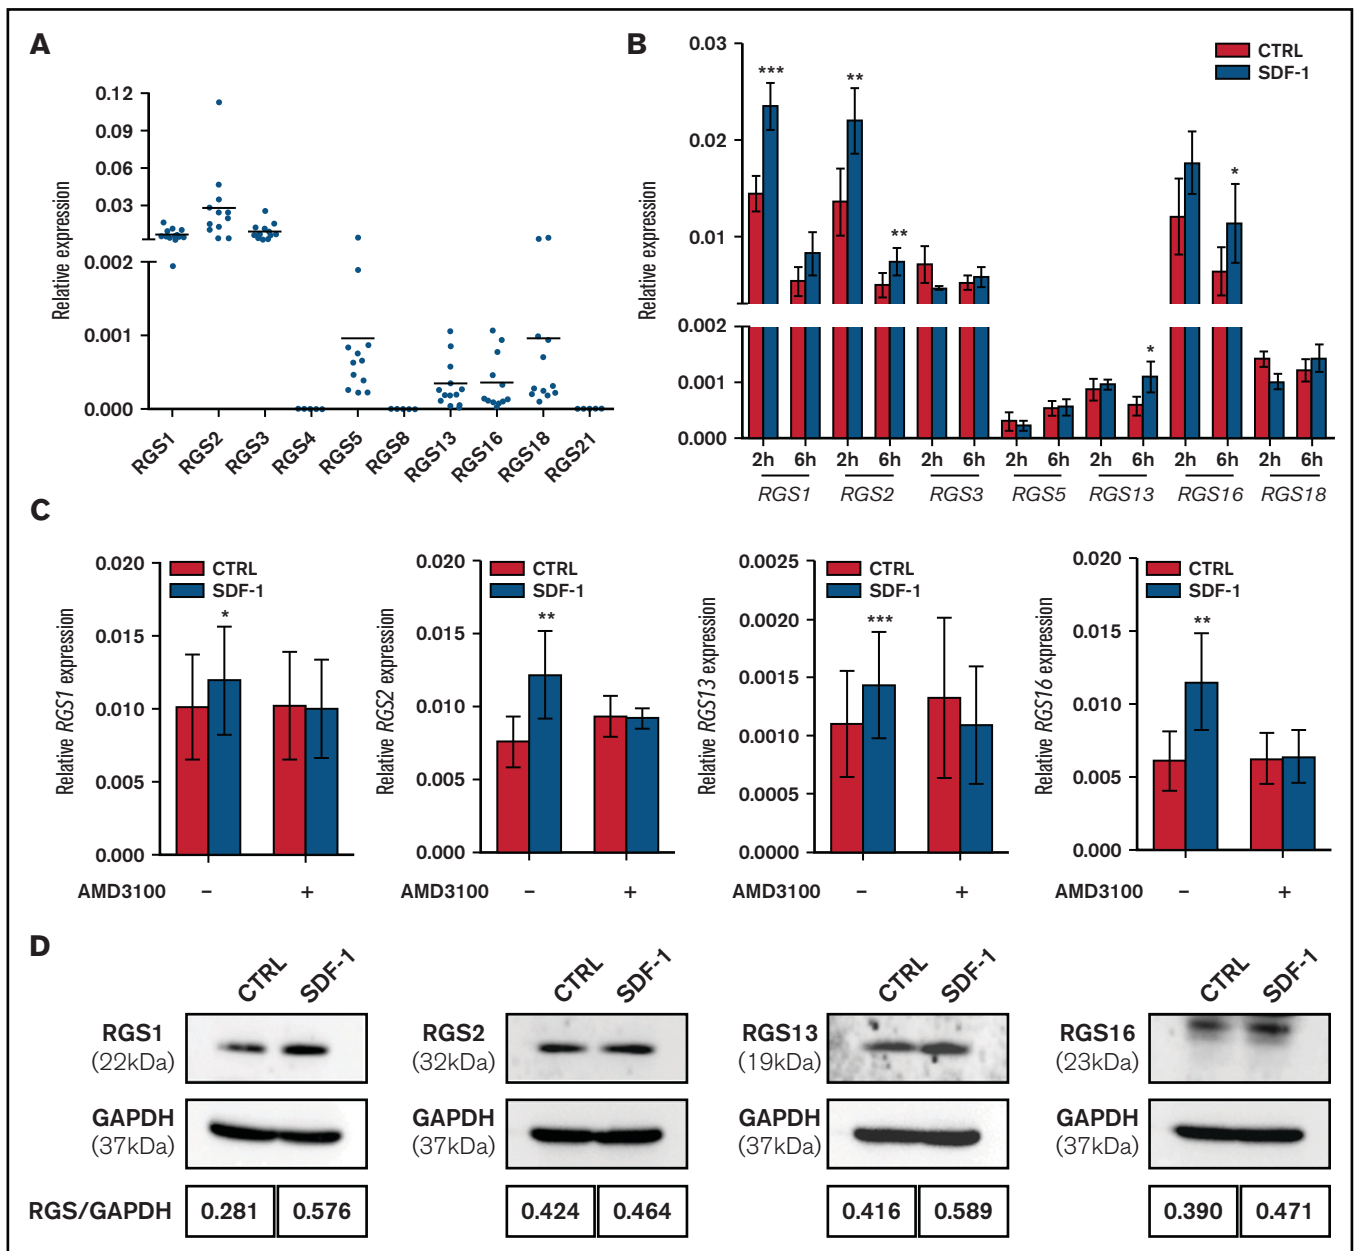 A
Relative expression
0.12
0.09
0.06
0.03
0.002
0.001
0.000
RGS1 RGS2 RGS3 RGS4 RGS5 RGS8 RGS13 RGS16 RGS18 RGS21
B
Relative expression
0.03
0.02
0.01
0.002
0.001
0.000
CTRL
SDF-1
*** ** ** * * 
2h 6h 2h 6h 2h 6h 2h 6h 2h 6h 2h 6h 2h 6h
RGS1 RGS2 RGS3 RGS5 RGS13 RGS16 RGS18
C
Relative RGS1 expression
0.020
0.015
0.010
0.005
0.000
CTRL
SDF-1
*
AMD3100 – +
Relative RGS2 expression
0.020
0.015
0.010
0.005
0.000
CTRL
SDF-1
**
AMD3100 – +
Relative RGS13 expression
0.0025
0.0020
0.0015
0.0010
0.0005
0.0000
CTRL
SDF-1
***
AMD3100 – +
Relative RGS16 expression
0.020
0.015
0.010
0.005
0.000
CTRL
SDF-1
**
AMD3100 – +
D
CTRL SDF-1 CTRL SDF-1 CTRL SDF-1 CTRL SDF-1
RGS1 RGS2 RGS13 RGS16
(22kDa) (32kDa) (19kDa) (23kDa)
GAPDH GAPDH GAPDH GAPDH
(37kDa) (37kDa) (37kDa) (37kDa)
RGS/GAPDH 0.281 0.576 0.424 0.464 0.416 0.589 0.390 0.471